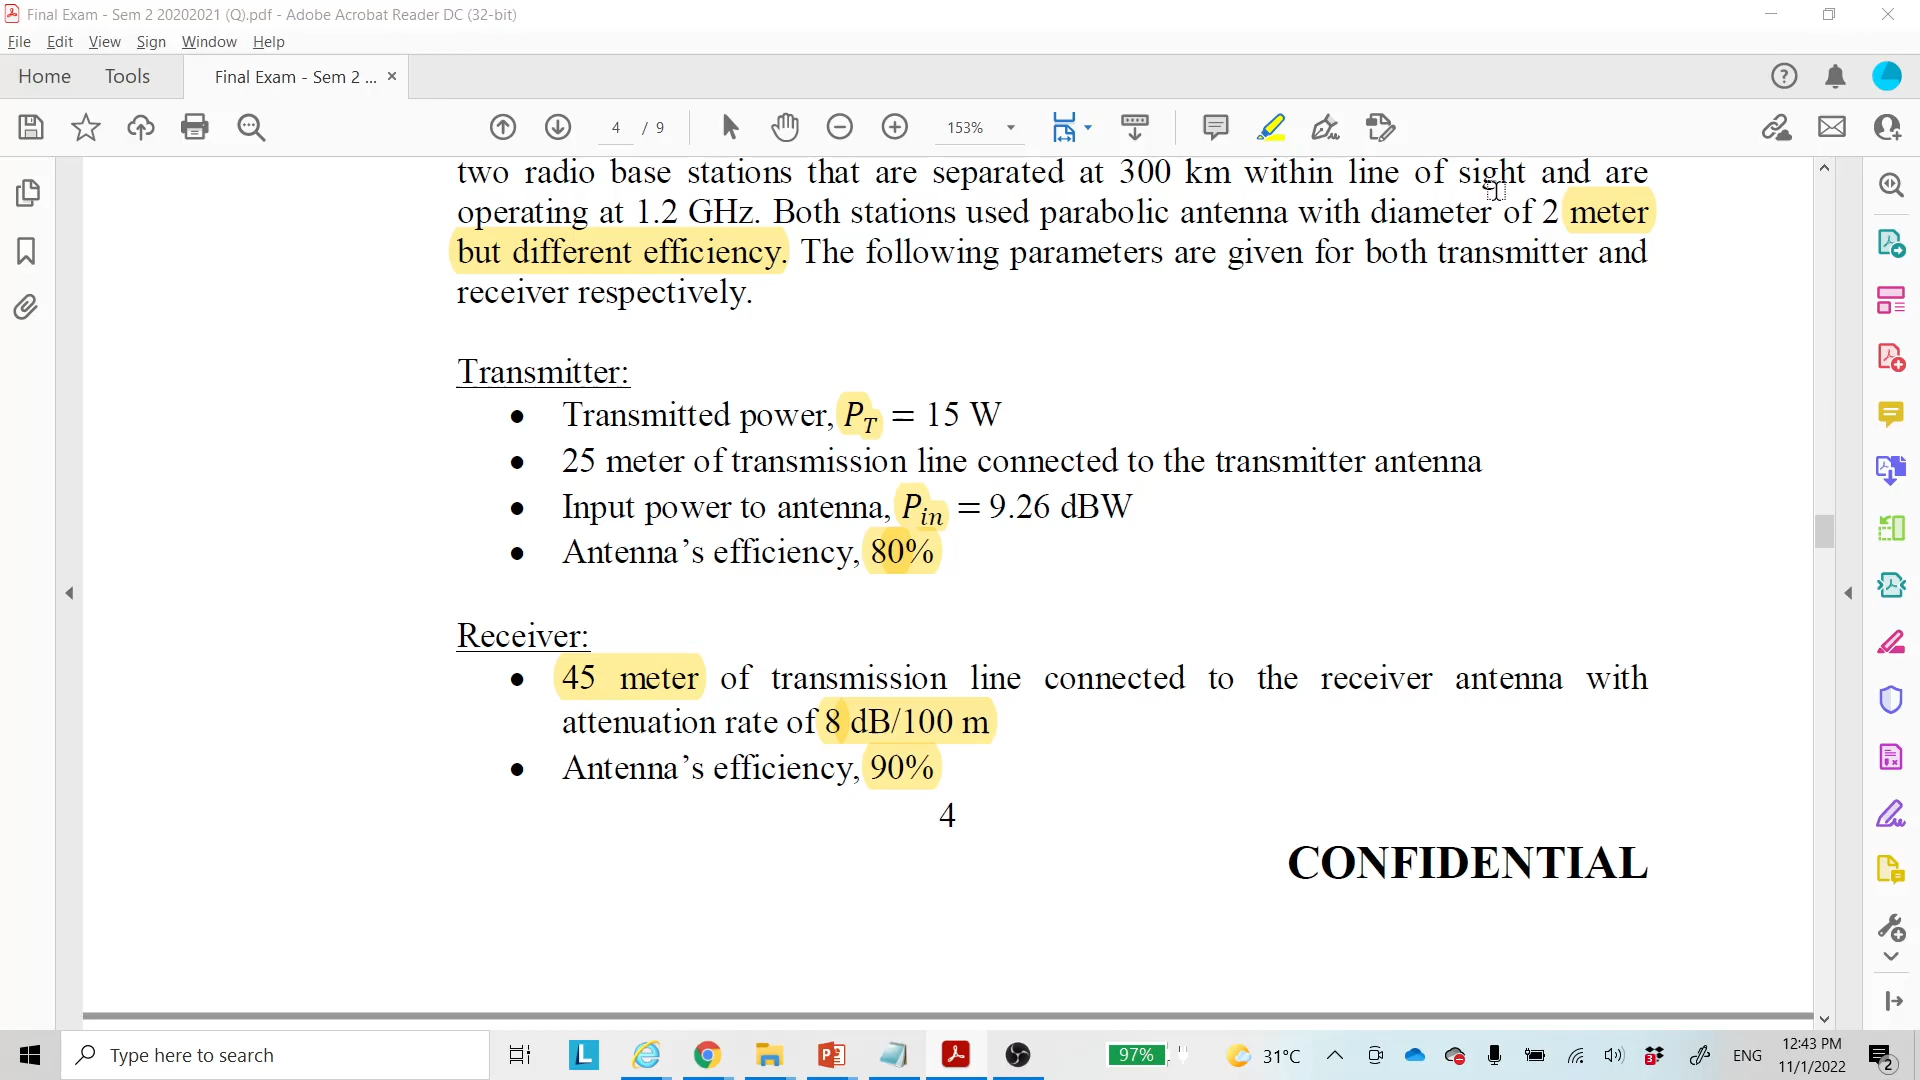 Final Exam - Sem 2 20202021 (Q).pdf - Adobe Acrobat Reader DC (32-bit)
File Edit View Sign Window Help
Home Tools Final Exam - Sem 2 ... ×
4 / 9 153%
two radio base stations that are separated at 300 km within line of sight and are
operating at 1.2 GHz. Both stations used parabolic antenna with diameter of 2 meter
but different efficiency. The following parameters are given for both transmitter and
receiver respectively.
Transmitter:
• Transmitted power, P_T = 15 W
• 25 meter of transmission line connected to the transmitter antenna
• Input power to antenna, P_in = 9.26 dBW
• Antenna's efficiency, 80%
Receiver:
• 45 meter of transmission line connected to the receiver antenna with
attenuation rate of 8 dB/100 m
• Antenna's efficiency, 90%
4
CONFIDENTIAL
Type here to search
L
97%
31°C
3
ENG
12:43 PM
11/1/2022
2